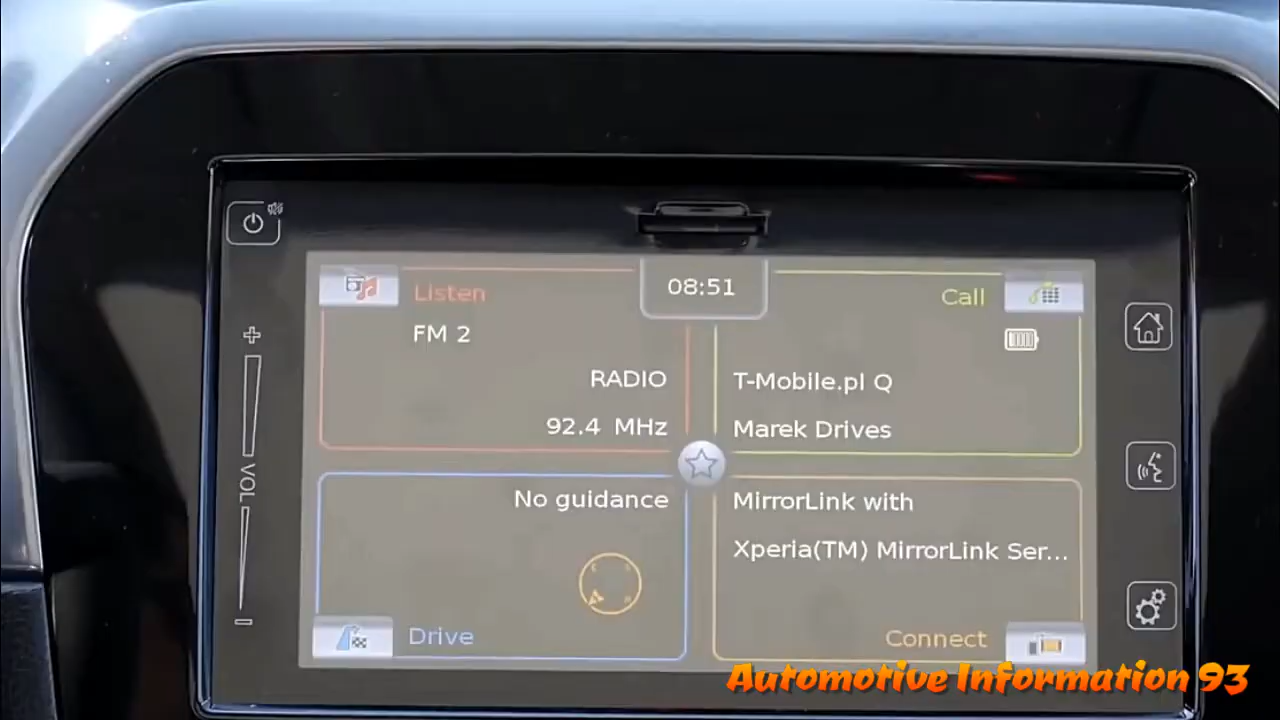 08:51
Listen
FM 2
RADIO
92.4 MHz
Call
T-Mobile.pl Q
Marek Drives
No guidance
Drive
MirrorLink with
Xperia(TM) MirrorLink Ser...
Connect
+
VOL
−
Automotive Information 93